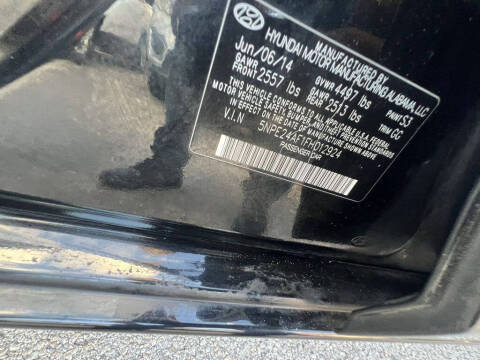 MANUFACTURED BY
HYUNDAI MOTOR MANUFACTURING ALABAMA, LLC
Jun/06/14 GVWR 4497 lbs PAINT S3
GAWR FRONT 2557 lbs GAWR REAR 2513 lbs TRIM GG
THIS VEHICLE CONFORMS TO ALL APPLICABLE U.S.A. FEDERAL
MOTOR VEHICLE SAFETY, BUMPER, AND THEFT PREVENTION STANDARDS
IN EFFECT ON THE DATE OF MANUFACTURE SHOWN ABOVE.
V.I.N 5NPE24AF1FH012924
PASSENGER CAR